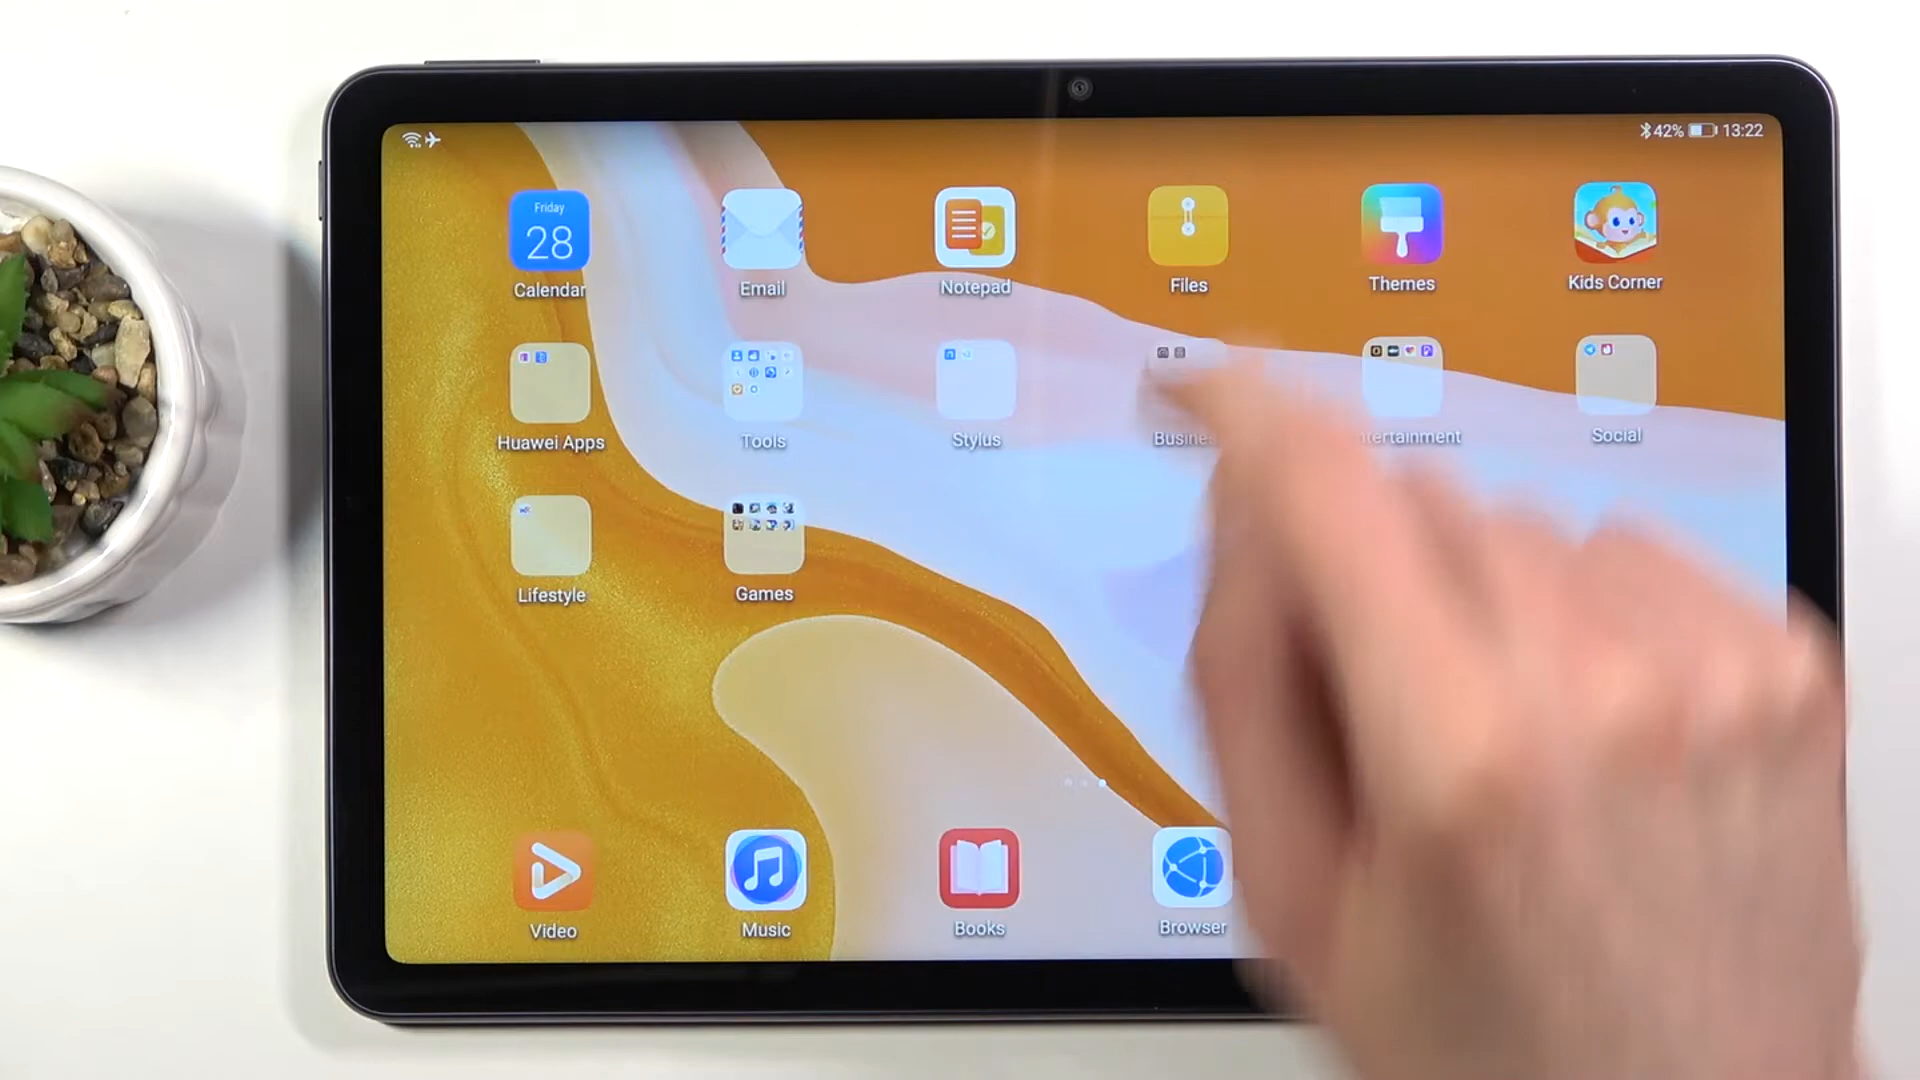 42% 13:22
Friday
28
Calendar Email Notepad Files Themes Kids Corner
Huawei Apps Tools Stylus Busines tertainment Social
Lifestyle Games
Video Music Books Browser